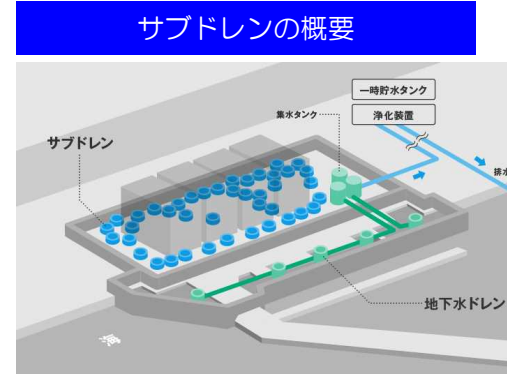 サブドレンの概要
一時貯水タンク
集水タンク
浄化装置
サブドレン
排水
地下水ドレン
海